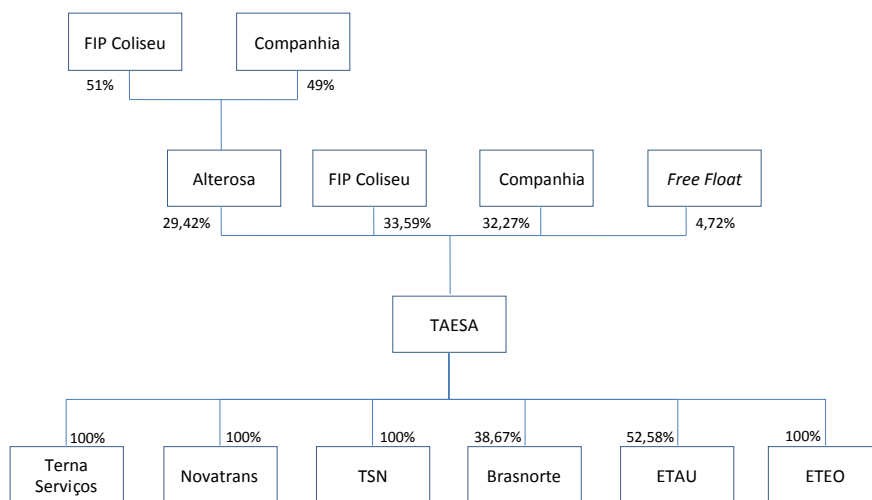 FIP Coliseu
Companhia
51%
49%
Alterosa
FIP Coliseu
Companhia
Free Float
29,42%
33,59%
32,27%
4,72%
TAESA
100%
100%
100%
38,67%
52,58%
100%
Terna
Serviços
Novatrans
TSN
Brasnorte
ETAU
ETEO